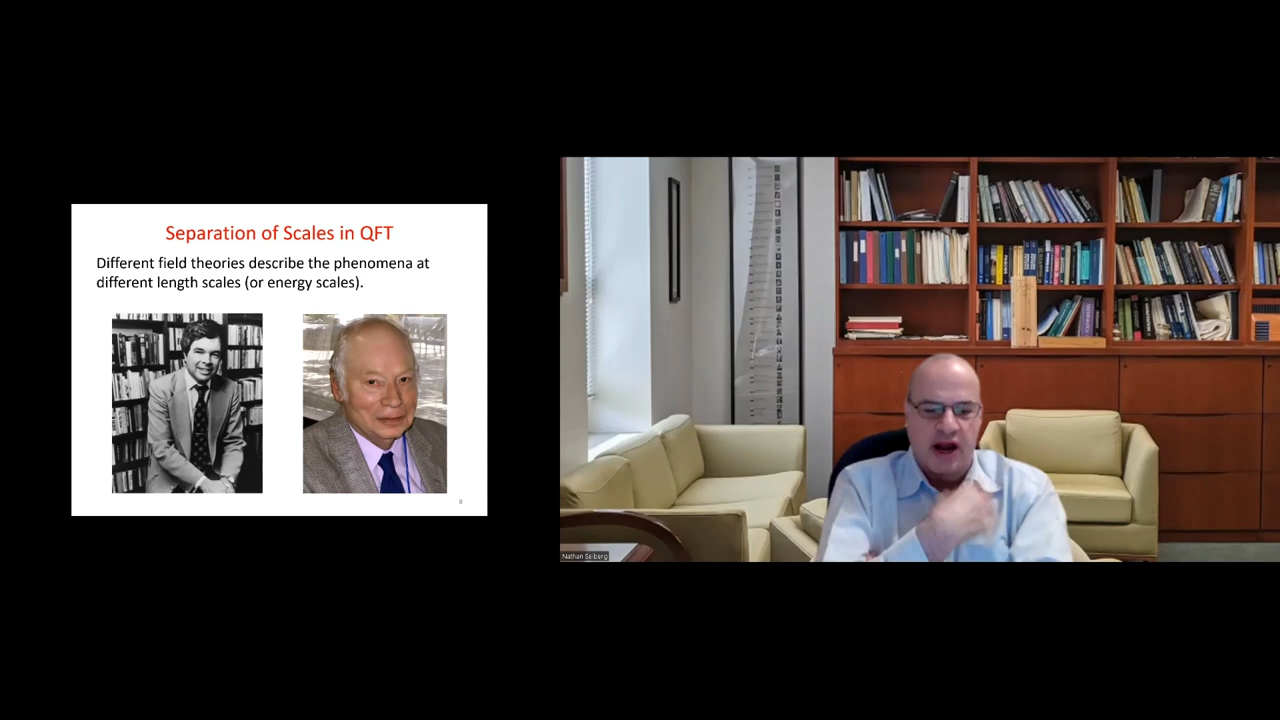 Separation of Scales in QFT
Different field theories describe the phenomena at
different length scales (or energy scales).
8
Nathan Seiberg